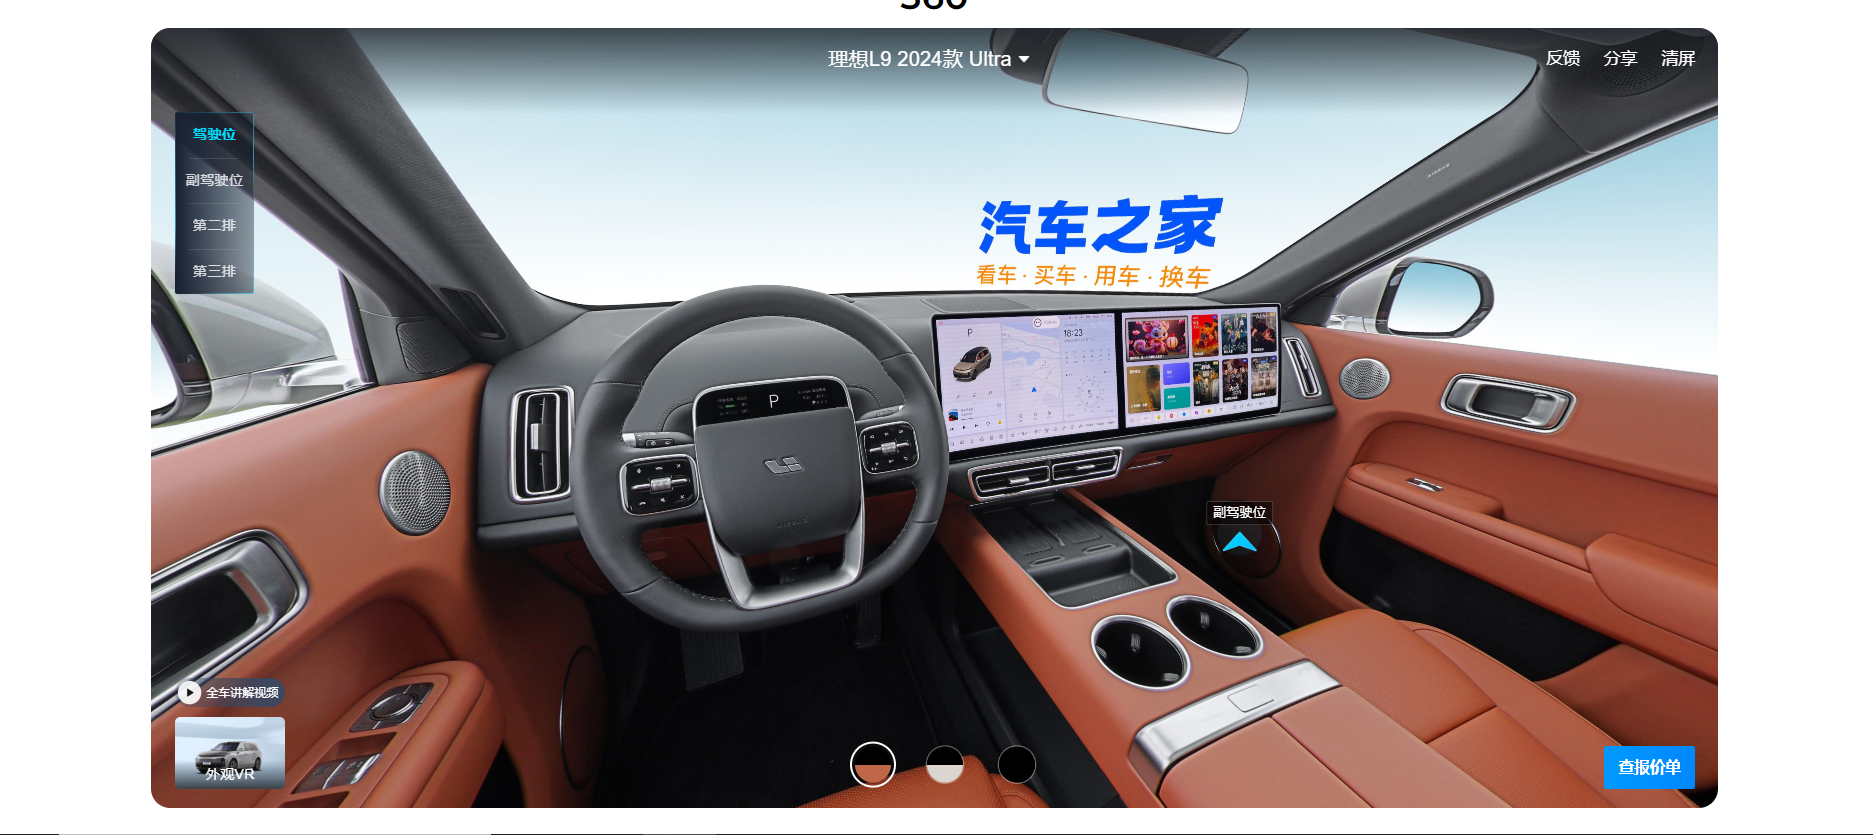 360
理想L9 2024款 Ultra
反馈
分享
清屏
驾驶位
副驾驶位
第二排
第三排
汽车之家
看车·买车·用车·换车
P
18:23
P
AIRBAG
副驾驶位
全车讲解视频
外观VR
查报价单